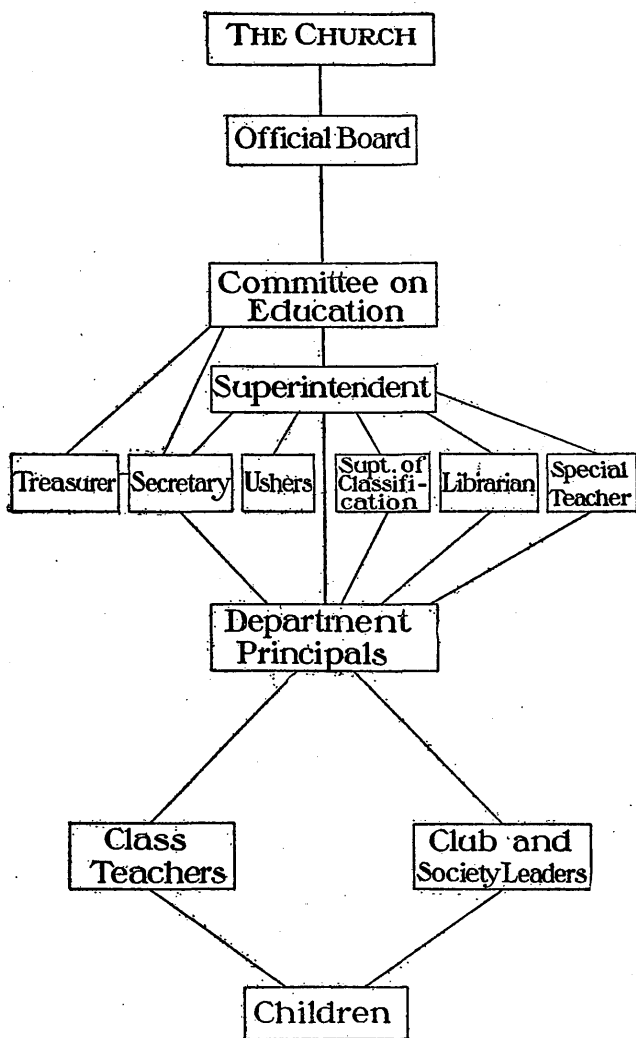 THE CHURCH
Official Board
Committee on
Education
Superintendent
Treasurer
Secretary
Ushers
Supt. of
Classifi-
cation
Librarian
Special
Teacher
Department
Principals
Class
Teachers
Club and
Society Leaders
Children